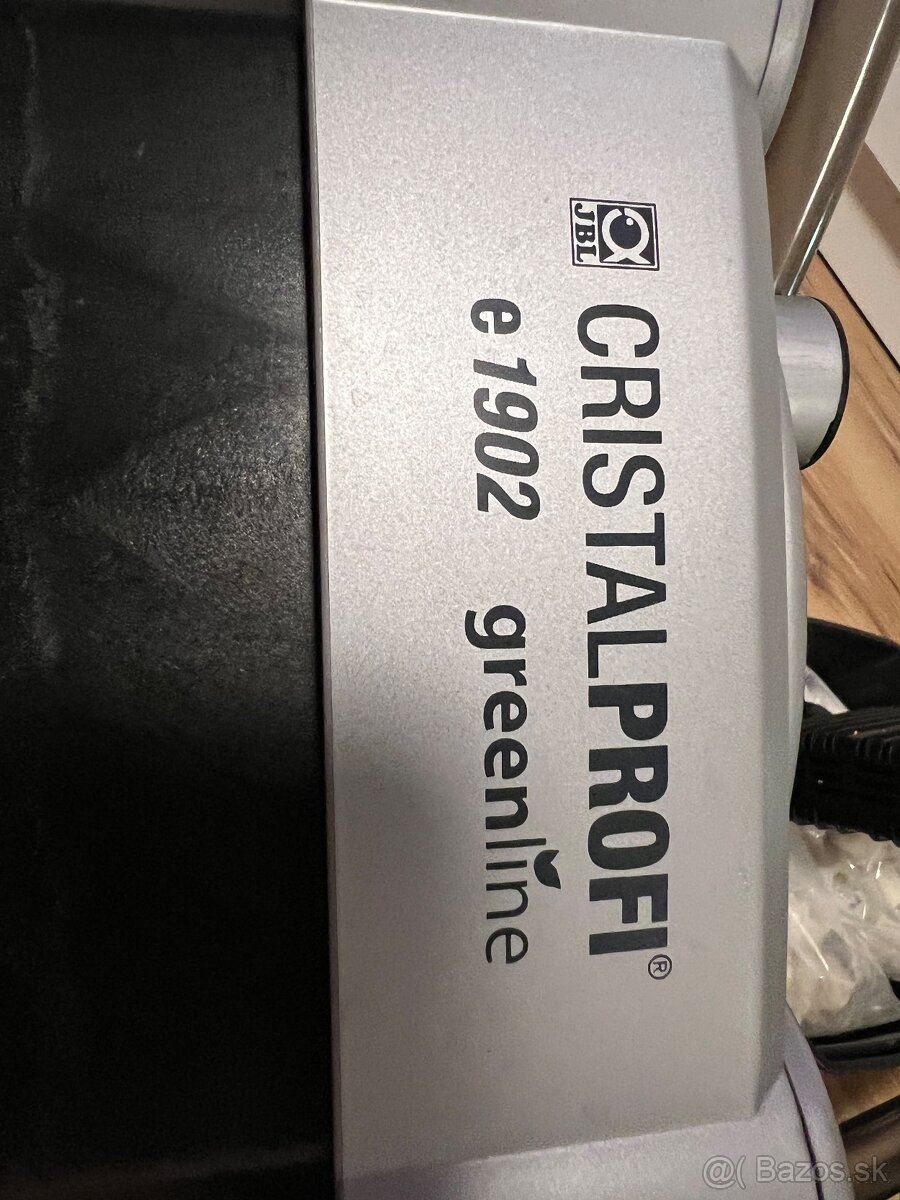 JBL
CRISTALPROFI®
e 1902 greenline
@( Bazos.sk